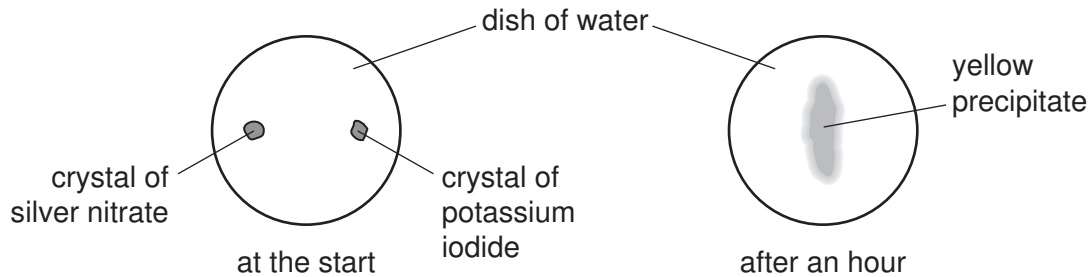 dish of water
yellow
precipitate
crystal of
silver nitrate
crystal of
potassium
iodide
at the start
after an hour